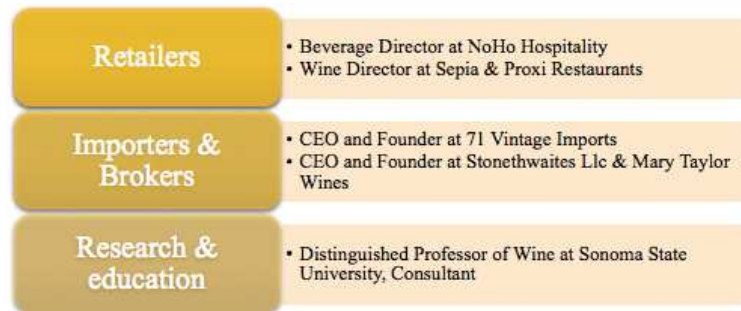 Retailers
• Beverage Director at NoHo Hospitality
• Wine Director at Sepia & Proxi Restaurants
Importers &
Brokers
• CEO and Founder at 71 Vintage Imports
• CEO and Founder at Stonethwaites Llc & Mary Taylor
Wines
Research &
education
• Distinguished Professor of Wine at Sonoma State
University, Consultant